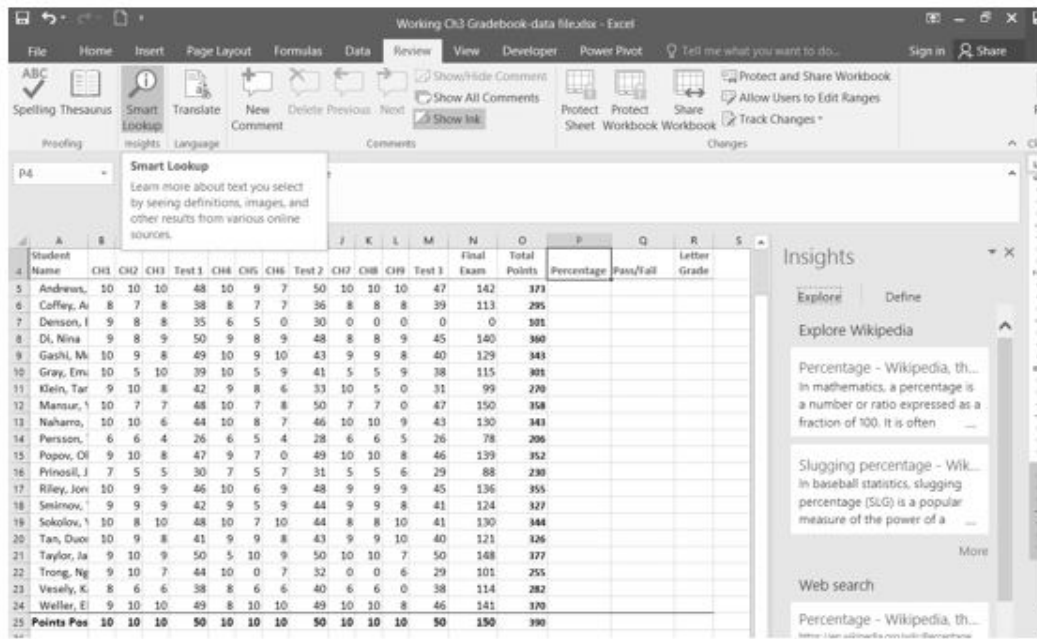 Working Ch3 Gradebook-data file.xlsx - Excel
File Home Insert Page Layout Formulas Data Review View Developer Power Pivot Tell me what you want to do... Sign in Share
ABC
Spelling Thesaurus Smart Lookup Translate New Comment Delete Previous Next
Show/Hide Comment
Show All Comments
Show Ink
Protect Sheet Protect Workbook Share Workbook
Protect and Share Workbook
Allow Users to Edit Ranges
Track Changes
Proofing Insights Language Comments Changes
P4
Smart Lookup
Learn more about text you select
by seeing definitions, images, and
other results from various online
sources.
A B J K L M N O P Q R S
Student Final Total Letter
4 Name CH1 CH2 CH3 Test 1 CH4 CH5 CH6 Test 2 CH7 CH8 CH9 Test 3 Exam Points Percentage Pass/Fail Grade
5 Andrews, 10 10 10 48 10 9 7 50 10 10 10 47 142 373
6 Coffey, A 8 7 8 38 8 7 7 36 8 8 8 39 113 295
7 Denson, 9 8 8 35 6 5 0 30 0 0 0 0 0 101
8 Di, Nina 9 8 9 50 9 8 9 48 8 8 9 45 140 360
9 Gashi, M 10 9 8 49 10 9 10 43 9 9 8 40 129 343
10 Gray, Em 10 5 10 39 10 5 9 41 5 5 9 38 115 301
11 Klein, Tar 9 10 8 42 9 8 6 33 10 5 0 31 99 270
12 Mansur, 10 7 7 48 10 7 8 50 7 7 0 47 150 358
13 Naharro, 10 10 6 44 10 8 7 46 10 10 9 43 130 343
14 Persson, 6 6 4 26 6 5 4 28 6 6 5 26 78 206
15 Popov, Ol 9 10 8 47 9 7 0 49 10 10 8 46 139 352
16 Prinosil, J 7 5 5 30 7 5 7 31 5 5 6 29 88 230
17 Riley, Jon 10 9 9 46 10 6 9 48 9 9 9 45 136 355
18 Smirnov, 9 9 9 42 9 5 9 44 9 9 8 41 124 327
19 Sokolov, 10 8 10 48 10 7 10 44 8 8 10 41 130 344
20 Tan, Duo 10 9 8 41 9 9 8 43 9 9 10 40 121 326
21 Taylor, Ja 9 10 9 50 5 10 9 50 10 10 7 50 148 377
22 Trong, Ng 9 10 7 44 10 0 7 32 0 0 6 29 101 255
23 Vesely, K 8 6 6 38 8 6 6 40 6 6 0 38 114 282
24 Weller, El 9 10 10 49 8 10 10 49 10 10 8 46 141 370
25 Points Pos 10 10 10 50 10 10 10 50 10 10 10 50 150 390
Insights
Explore Define
Explore Wikipedia
Percentage - Wikipedia, th...
In mathematics, a percentage is
a number or ratio expressed as a
fraction of 100. It is often ...
Slugging percentage - Wik...
In baseball statistics, slugging
percentage (SLG) is a popular
measure of the power of a ...
More
Web search
Percentage - Wikipedia, th...